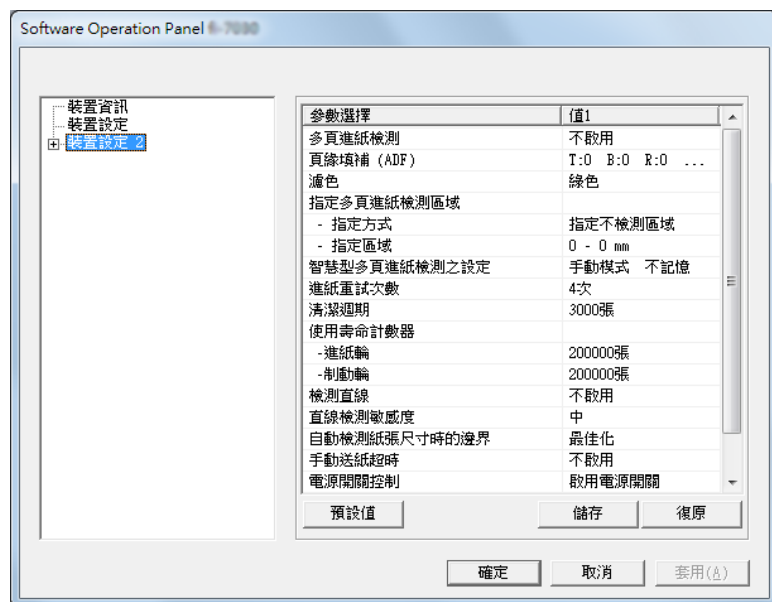 Software Operation Panel
裝置資訊
裝置設定
裝置設定 2
參數選擇 值1
多頁進紙檢測 不啟用
頁緣填補 (ADF) T:0 B:0 R:0 ...
濾色 綠色
指定多頁進紙檢測區域
- 指定方式 指定不檢測區域
- 指定區域 0 - 0 mm
智慧型多頁進紙檢測之設定 手動模式 不記憶
進紙重試次數 4次
清潔週期 3000張
使用壽命計數器
-進紙輪 200000張
-制動輪 200000張
檢測直線 不啟用
直線檢測敏感度 中
自動檢測紙張尺寸時的邊界 最佳化
手動送紙超時 不啟用
電源開關控制 啟用電源開關
預設值 儲存 復原
確定 取消 套用(A)